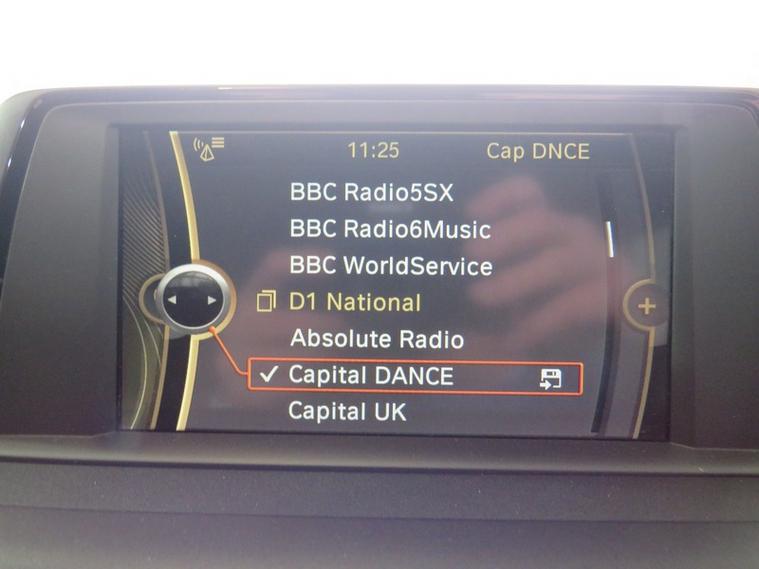 11:25 Cap DNCE
BBC Radio5SX
BBC Radio6Music
BBC WorldService
D1 National
Absolute Radio
Capital DANCE
Capital UK